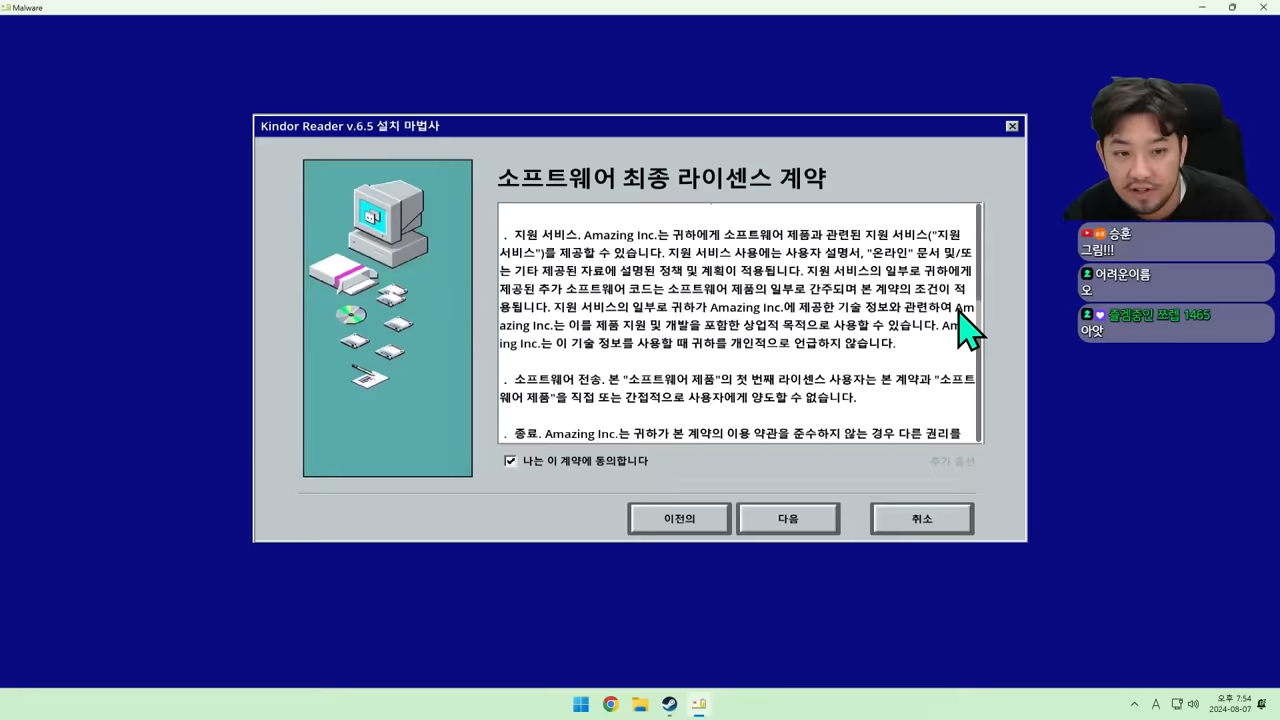 Malware
Kindor Reader v.6.5 설치 마법사
소프트웨어 최종 라이센스 계약
. 지원 서비스. Amazing Inc.는 귀하에게 소프트웨어 제품과 관련된 지원 서비스("지원
서비스")를 제공할 수 있습니다. 지원 서비스 사용에는 사용자 설명서, "온라인" 문서 및/또
는 기타 제공된 자료에 설명된 정책 및 계획이 적용됩니다. 지원 서비스의 일부로 귀하에게
제공된 추가 소프트웨어 코드는 소프트웨어 제품의 일부로 간주되며 본 계약의 조건이 적
용됩니다. 지원 서비스의 일부로 귀하가 Amazing Inc.에 제공한 기술 정보와 관련하여 Am
azing Inc.는 이를 제품 지원 및 개발을 포함한 상업적 목적으로 사용할 수 있습니다. Am
ing Inc.는 이 기술 정보를 사용할 때 귀하를 개인적으로 언급하지 않습니다.
. 소프트웨어 전송. 본 "소프트웨어 제품"의 첫 번째 라이센스 사용자는 본 계약과 "소프트
웨어 제품"을 직접 또는 간접적으로 사용자에게 양도할 수 없습니다.
. 종료. Amazing Inc.는 귀하가 본 계약의 이용 약관을 준수하지 않는 경우 다른 권리를
나는 이 계약에 동의합니다
추가 옵션
이전의
다음
취소
승훈
그림!!!
어려운이름
오
즐겜중인 쯔렙 1465
아앗
A
오후 7:54
2024-08-07